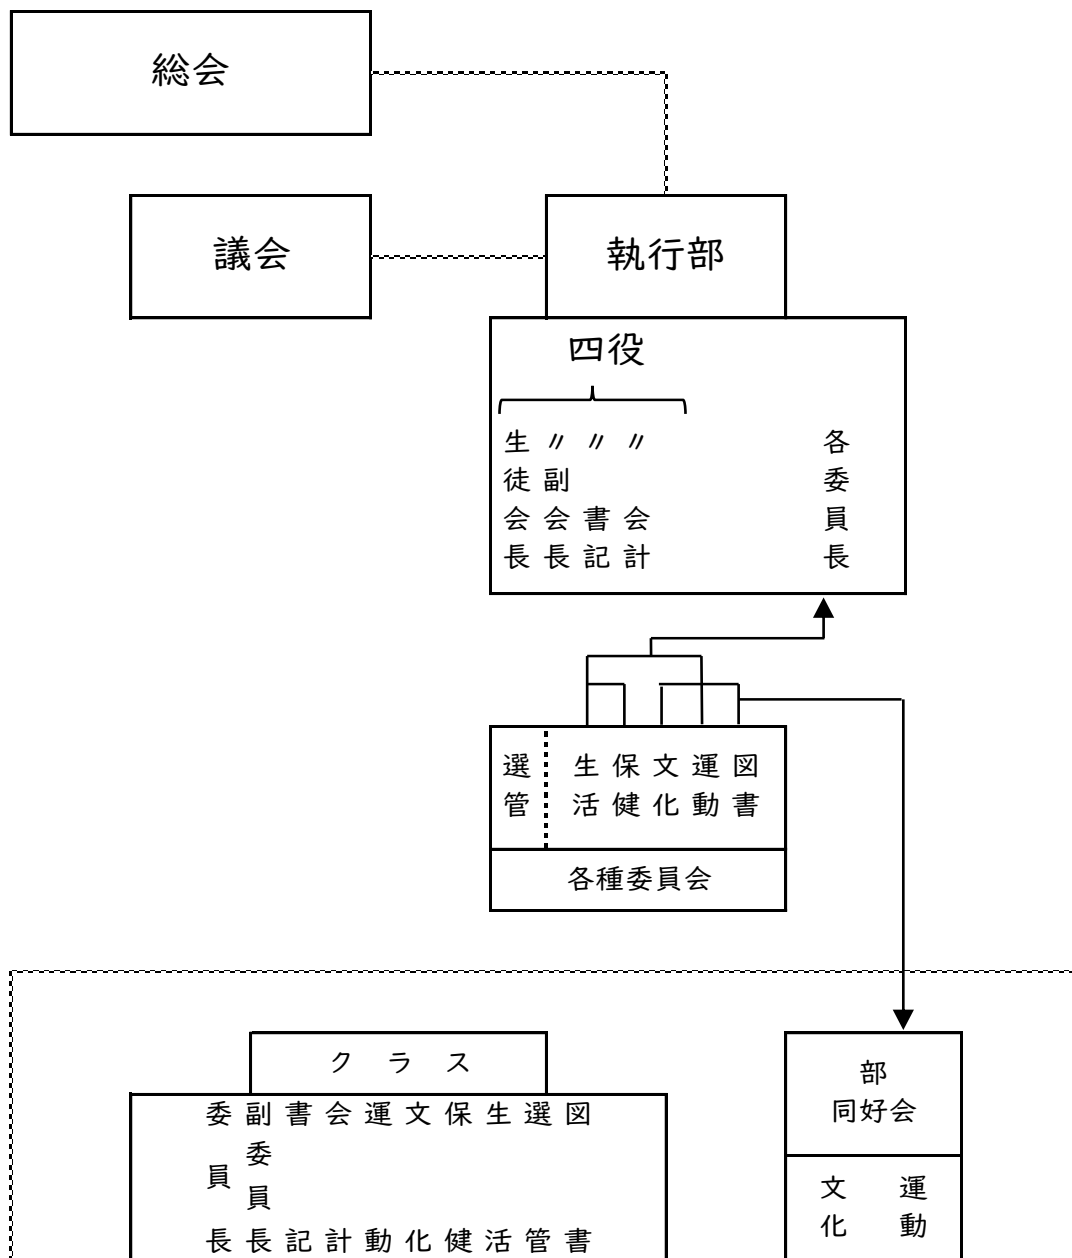 総会
議会
執行部
四役
生徒会長
〃副会長
〃書記
〃会計
各委員長
選管
生活
保健
文化
運動
図書
各種委員会
クラス
委員長
副委員長
書記
会計
運動
文化
保健
生活
選管
図書
部
同好会
文化
運動